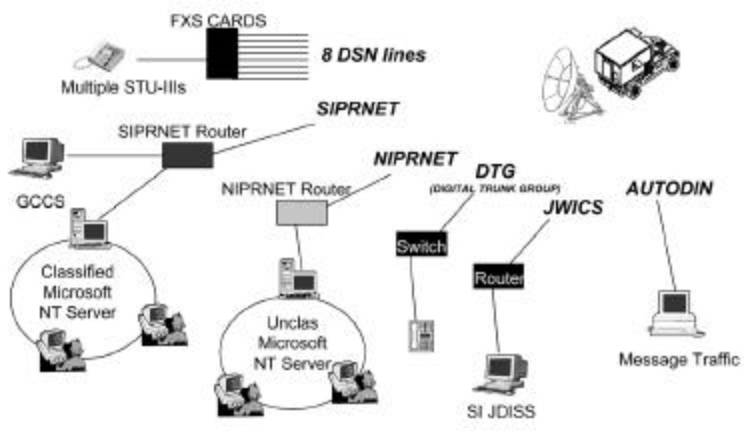 FXS CARDS
8 DSN lines
Multiple STU-IIIs
SIPRNET
SIPRNET Router
NIPRNET
DTG
(DIGITAL TRUNK GROUP)
AUTODIN
GCCS
NIPRNET Router
JWICS
Switch
Router
Classified
Microsoft
NT Server
Unclas
Microsoft
NT Server
Message Traffic
SI JDISS